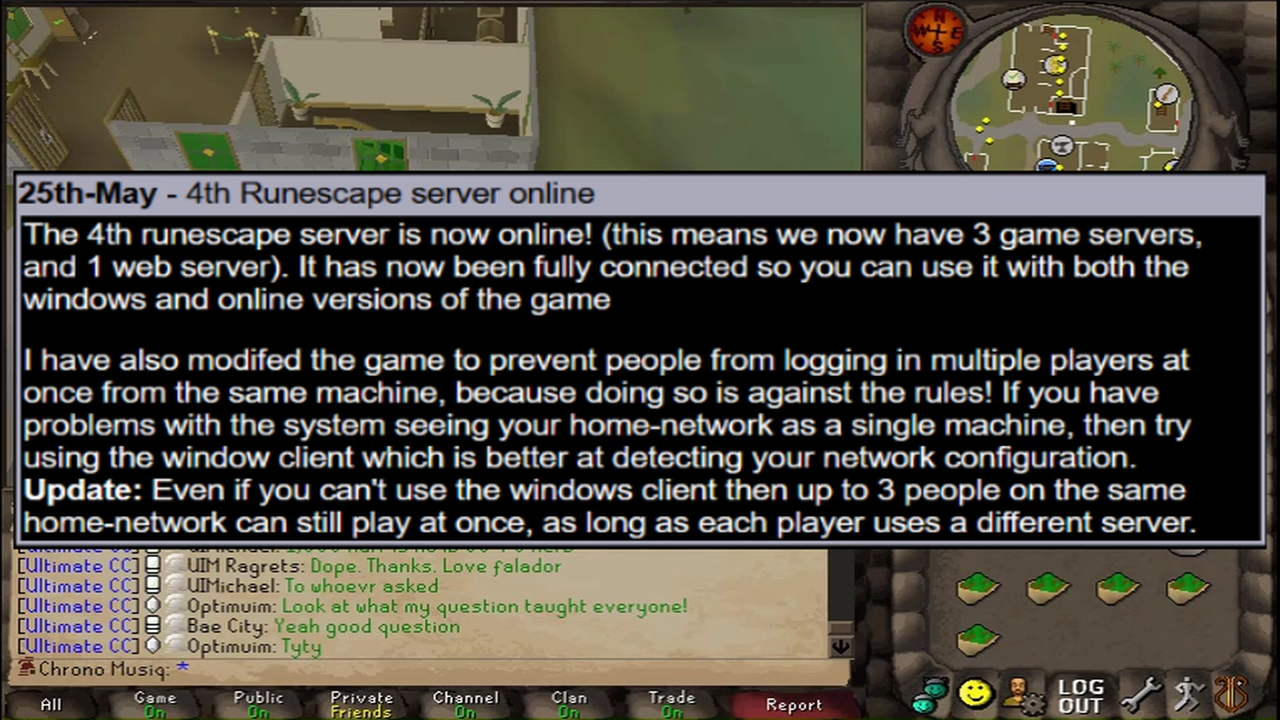 N
W E
S
25th-May - 4th Runescape server online
The 4th runescape server is now online! (this means we now have 3 game servers,
and 1 web server). It has now been fully connected so you can use it with both the
windows and online versions of the game
I have also modifed the game to prevent people from logging in multiple players at
once from the same machine, because doing so is against the rules! If you have
problems with the system seeing your home-network as a single machine, then try
using the window client which is better at detecting your network configuration.
Update: Even if you can't use the windows client then up to 3 people on the same
home-network can still play at once, as long as each player uses a different server.
[Ultimate CC] UIMichael:
[Ultimate CC] UIM Ragrets: Dope. Thanks. Love falador
[Ultimate CC] UIMichael: To whoevr asked
[Ultimate CC] Optimuim: Look at what my question taught everyone!
[Ultimate CC] Bae City: Yeah good question
[Ultimate CC] Optimuim: Tyty
Chrono Musiq: *
All Game On Public On Private Friends Channel On Clan On Trade On Report
LOG OUT